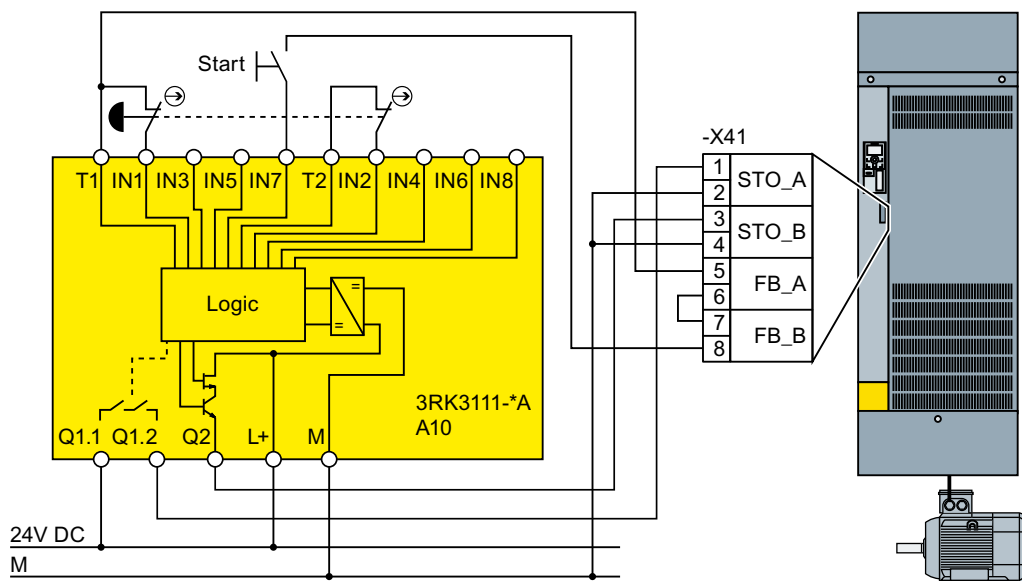 Start
-X41
1
STO_A
2
3
STO_B
4
5
FB_A
6
7
FB_B
8
T1 IN1 IN3 IN5 IN7 T2 IN2 IN4 IN6 IN8
Logic
=
=
3RK3111-*A
A10
Q1.1 Q1.2 Q2 L+ M
24V DC
M